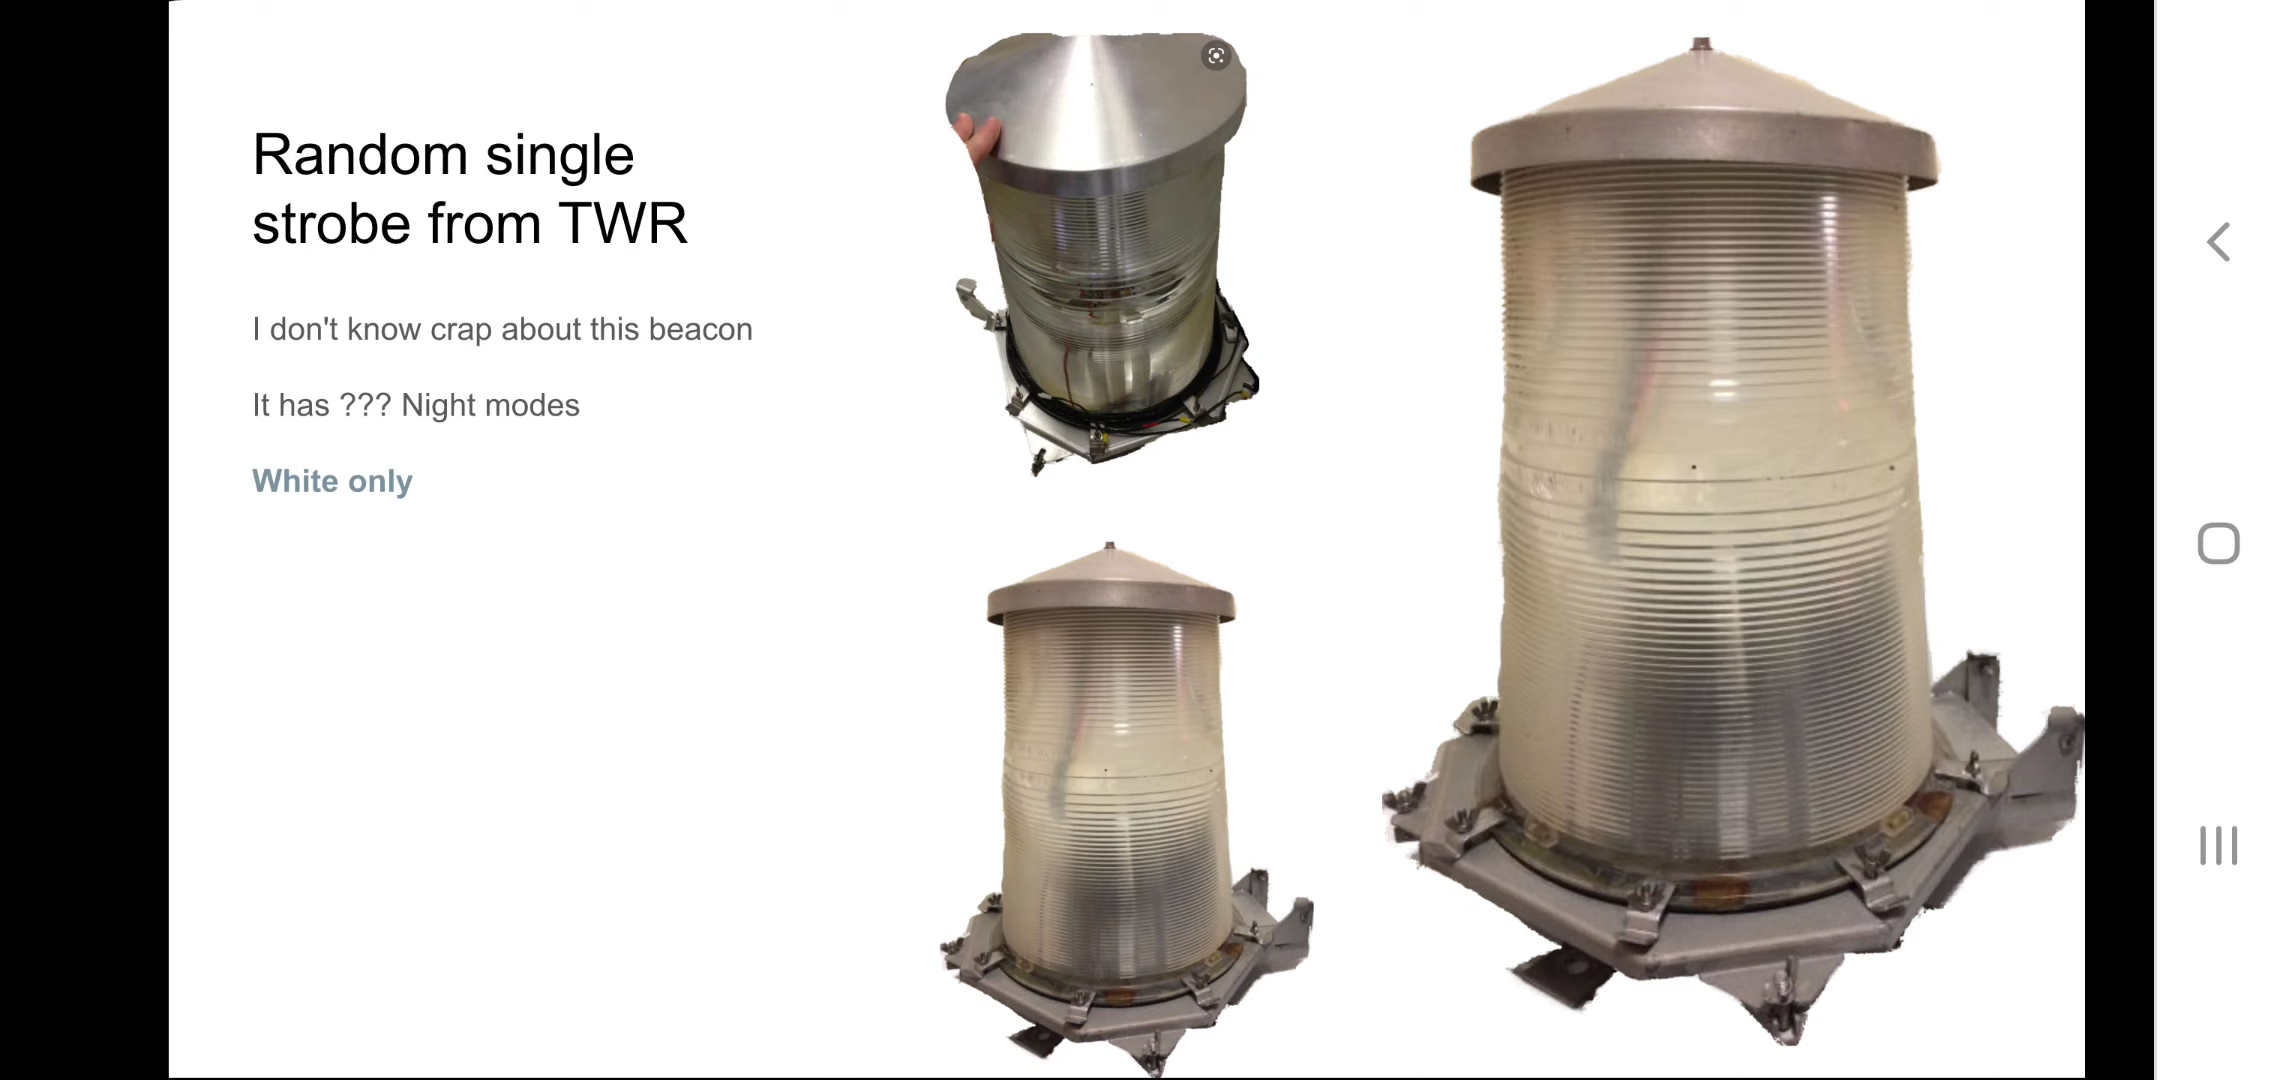 Random single
strobe from TWR
I don't know crap about this beacon
It has ??? Night modes
White only